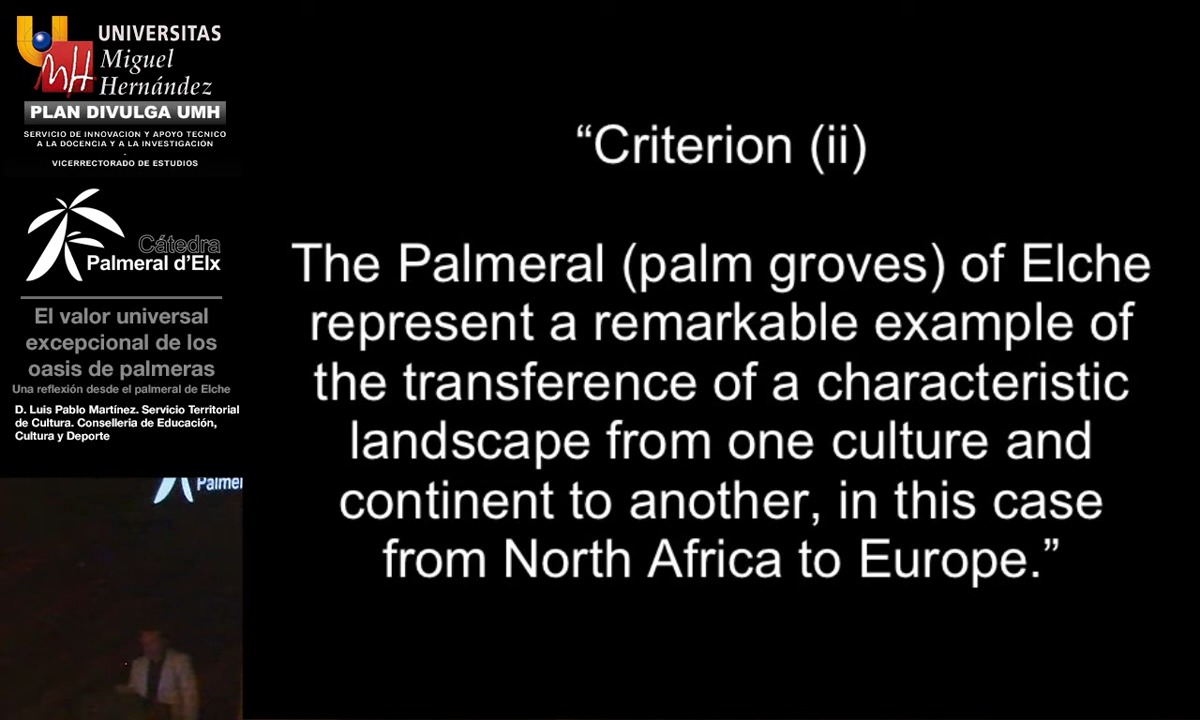 UNIVERSITAS
Miguel
Hernández
PLAN DIVULGA UMH
SERVICIO DE INNOVACION Y APOYO TECNICO
A LA DOCENCIA Y A LA INVESTIGACIÓN
VICERRECTORADO DE ESTUDIOS
Cátedra
Palmeral d'Elx
El valor universal
excepcional de los
oasis de palmeras
Una reflexión desde el palmeral de Elche
D. Luis Pablo Martínez. Servicio Territorial
de Cultura. Conselleria de Educación,
Cultura y Deporte
Palmer
“Criterion (ii)
The Palmeral (palm groves) of Elche
represent a remarkable example of
the transference of a characteristic
landscape from one culture and
continent to another, in this case
from North Africa to Europe.”